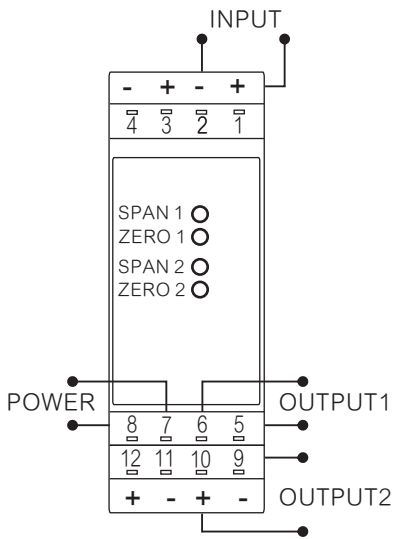 INPUT
- + - +
4 3 2 1
SPAN 1
ZERO 1
SPAN 2
ZERO 2
POWER
OUTPUT1
8 7 6 5
12 11 10 9
+ - + -
OUTPUT2